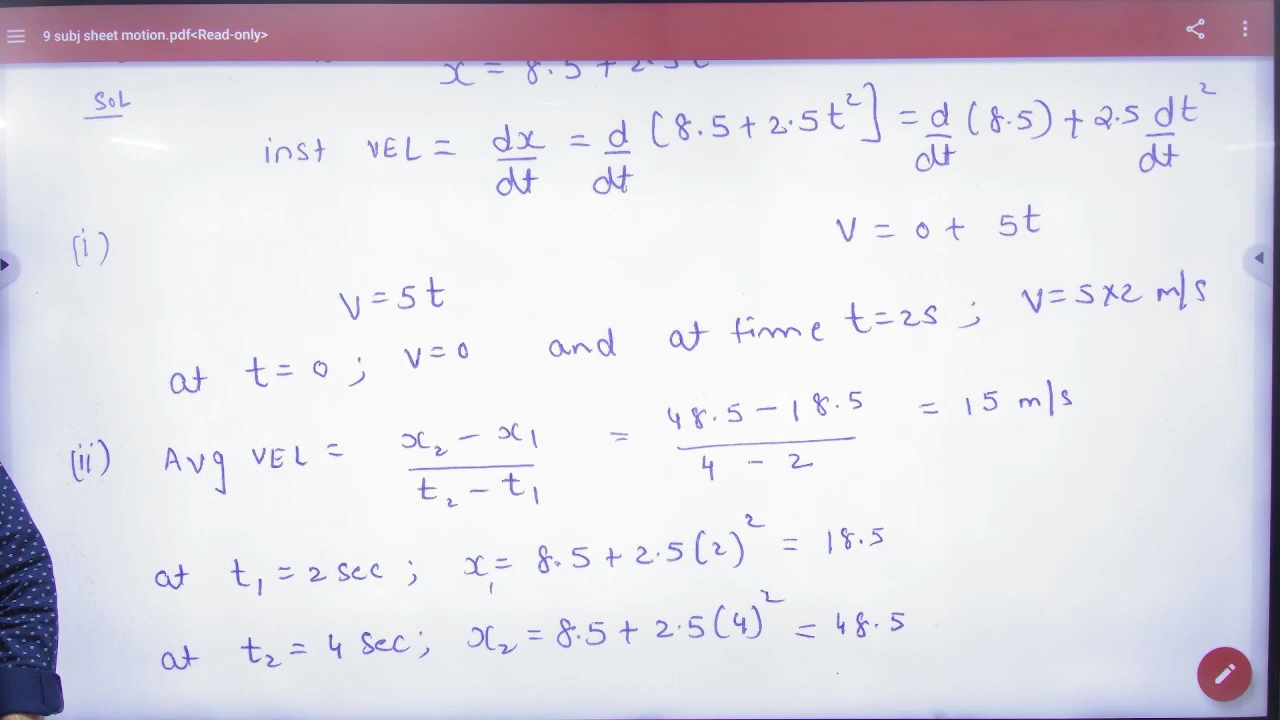 9 subj sheet motion.pdf<Read-only>
SOL
inst VEL = dx/dt = d/dt [8.5 + 2.5t²] = d/dt (8.5) + 2.5 dt²/dt
V = 0 + 5t
(i)
V = 5t
at t = 0 ; V = 0 and at time t = 2s ; V = 5×2 m/s
(ii) Avg VEL = x₂ - x₁ / t₂ - t₁ = 48.5 - 18.5 / 4 - 2 = 15 m/s
at t₁ = 2 sec ; x₁ = 8.5 + 2.5(2)² = 18.5
at t₂ = 4 sec ; x₂ = 8.5 + 2.5(4)² = 48.5